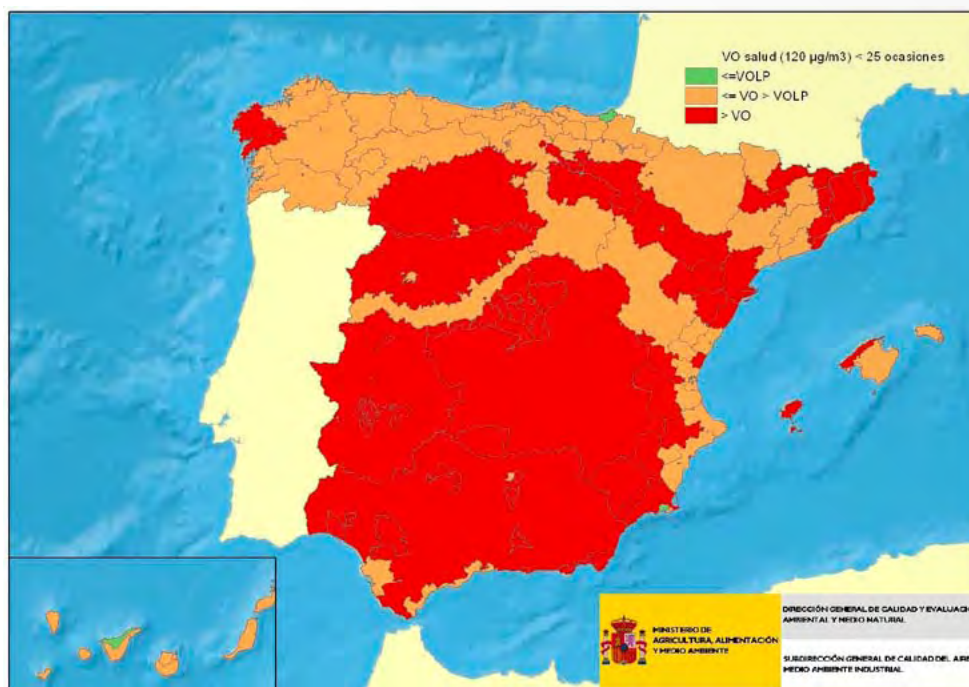 VO salud (120 µg/m3) < 25 ocasiones
<=VOLP
<= VO > VOLP
> VO
MINISTERIO DE
AGRICULTURA, ALIMENTACIÓN
Y MEDIO AMBIENTE
DIRECCIÓN GENERAL DE CALIDAD Y EVALUACI
AMBIENTAL Y MEDIO NATURAL
SUBDIRECCIÓN GENERAL DE CALIDAD DEL AIRE
MEDIO AMBIENTE INDUSTRIAL